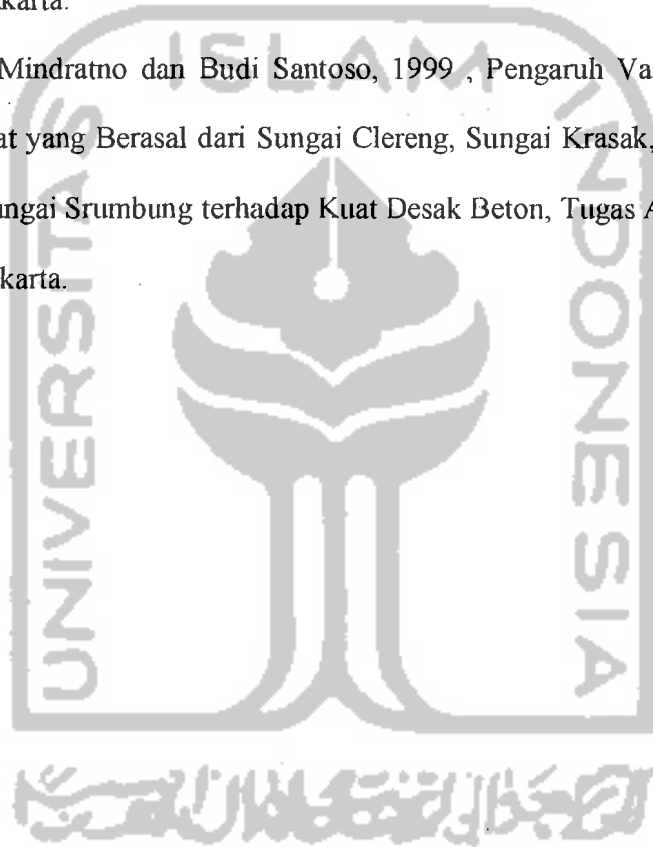 karta.
Mindratno dan Budi Santoso, 1999 , Pengaruh Va
at yang Berasal dari Sungai Clereng, Sungai Krasak,
ungai Srumbung terhadap Kuat Desak Beton, Tugas A
karta.
ISLAM
UNIVERSITAS
INDONESIA